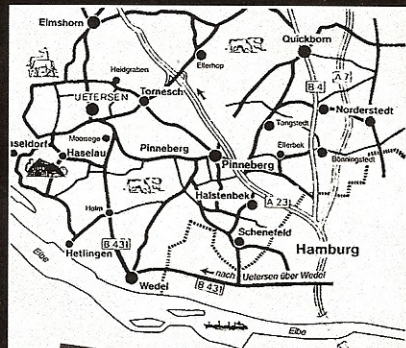 Elmshorn
Quickborn
Ellerhop
Heidgraben
A 7
B 4
UETERSEN
Tornesch
Norderstedt
Tangstedt
Moorrege
Haselau
Pinneberg
Ellerbek
Bönningstedt
Pinneberg
Halstenbek
A 23
Holm
Schenefeld
Hamburg
B 431
Hetlingen
Elbe
nach Uetersen über Wedel
Wedel
B 431
Elbe